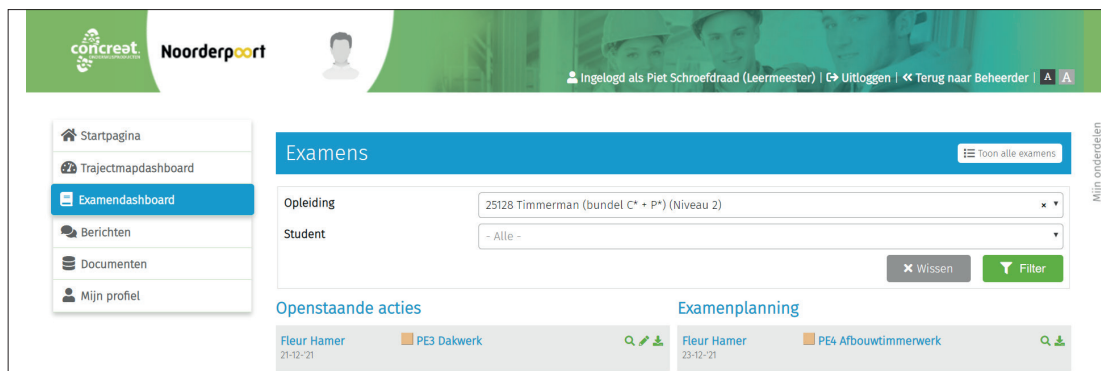 concreat
ONDERWIJSPRODUCTEN
Noorderpoort
Ingelogd als Piet Schroefdraad (Leermeester) | Uitloggen | Terug naar Beheerder | A A
Startpagina
Trajectmapdashboard
Examendashboard
Berichten
Documenten
Mijn profiel
Mijn onderdelen
Examens
Toon alle examens
Opleiding
25128 Timmerman (bundel C* + P*) (Niveau 2)
Student
- Alle -
Wissen
Filter
Openstaande acties
Fleur Hamer PE3 Dakwerk
21-12-'21
Examenplanning
Fleur Hamer PE4 Afbouwtimmerwerk
23-12-'21